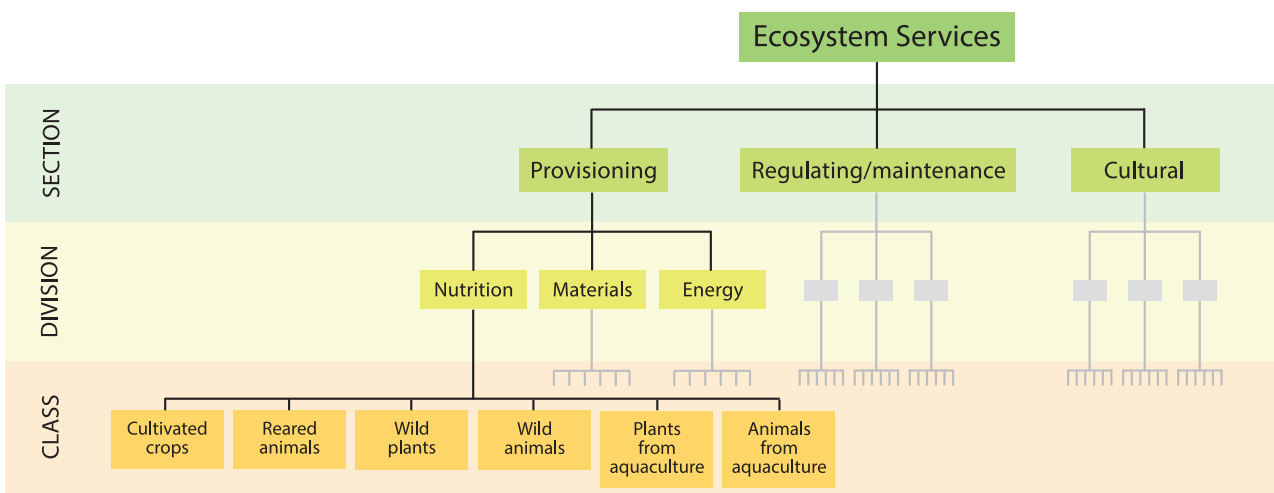 Ecosystem Services
SECTION
Provisioning
Regulating/maintenance
Cultural
DIVISION
Nutrition
Materials
Energy
CLASS
Cultivated
crops
Reared
animals
Wild
plants
Wild
animals
Plants
from
aquaculture
Animals
from
aquaculture